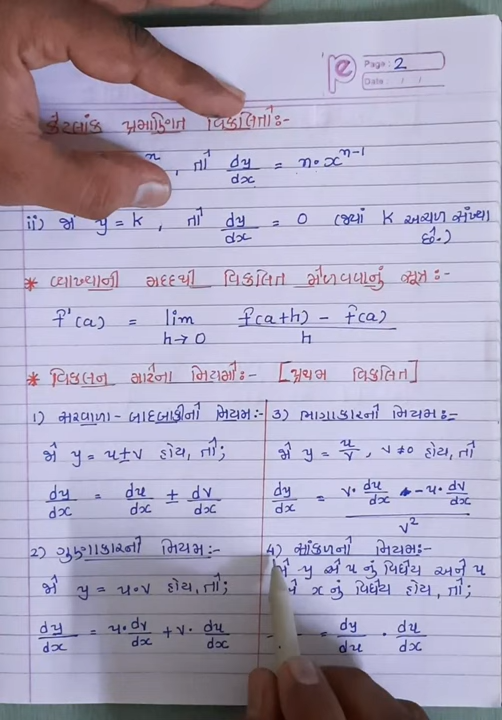 Page: 2
Date: / /
કેટલાંક પ્રમાણિત વિકલિતો:-
n , તો dy/dx = n·x^(n-1)
ii) જો y = k , તો dy/dx = 0 (જ્યાં k અચળ સંખ્યા છે.)
* વ્યાખ્યાની મદદથી વિકલિત મેળવવાનું સૂત્ર:-
f'(a) = lim h→0 f(a+h) - f(a) / h
* વિકલન માટેના નિયમો:- [પ્રથમ વિકલિત]
1) સરવાળા - બાદબાકીનો નિયમ:-
જો y = u ± v હોય, તો;
dy/dx = du/dx ± dv/dx
2) ગુણાકારનો નિયમ:-
જો y = u·v હોય, તો;
dy/dx = u·dv/dx + v·du/dx
3) ભાગાકારનો નિયમ:-
જો y = u/v , v ≠ 0 હોય, તો
dy/dx = v·du/dx - u·dv/dx / v²
4) સાંકળનો નિયમ:-
જો y એ u નું વિધેય અને u
એ x નું વિધેય હોય, તો;
= dy/du · du/dx